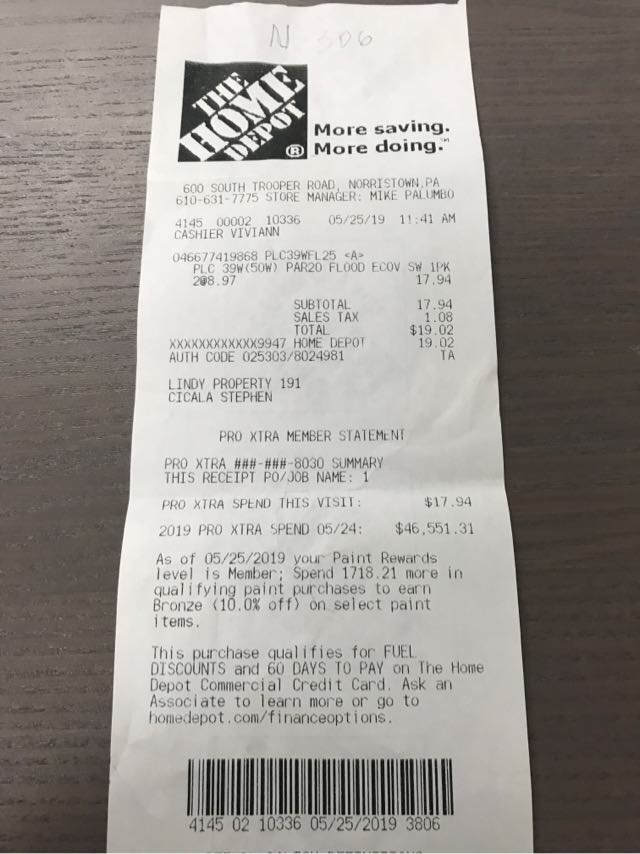 N 306
THE
HOME
DEPOT
®
More saving.
More doing.℠
600 SOUTH TROOPER ROAD, NORRISTOWN,PA
610-631-7775 STORE MANAGER: MIKE PALUMBO
4145 00002 10336 05/25/19 11:41 AM
CASHIER VIVIANN
046677419868 PLC39WFL25 <A>
PLC 39W(50W) PAR20 FLOOD ECOV SW 1PK
2@8.97 17.94
SUBTOTAL 17.94
SALES TAX 1.08
TOTAL $19.02
XXXXXXXXXXXX9947 HOME DEPOT 19.02
AUTH CODE 025303/8024981 TA
LINDY PROPERTY 191
CICALA STEPHEN
PRO XTRA MEMBER STATEMENT
PRO XTRA ###-###-8030 SUMMARY
THIS RECEIPT PO/JOB NAME: 1
PRO XTRA SPEND THIS VISIT: $17.94
2019 PRO XTRA SPEND 05/24: $46,551.31
As of 05/25/2019 your Paint Rewards
level is Member; Spend 1718.21 more in
qualifying paint purchases to earn
Bronze (10.0% off) on select paint
items.
This purchase qualifies for FUEL
DISCOUNTS and 60 DAYS TO PAY on The Home
Depot Commercial Credit Card. Ask an
Associate to learn more or go to
homedepot.com/financeoptions.
4145 02 10336 05/25/2019 3806